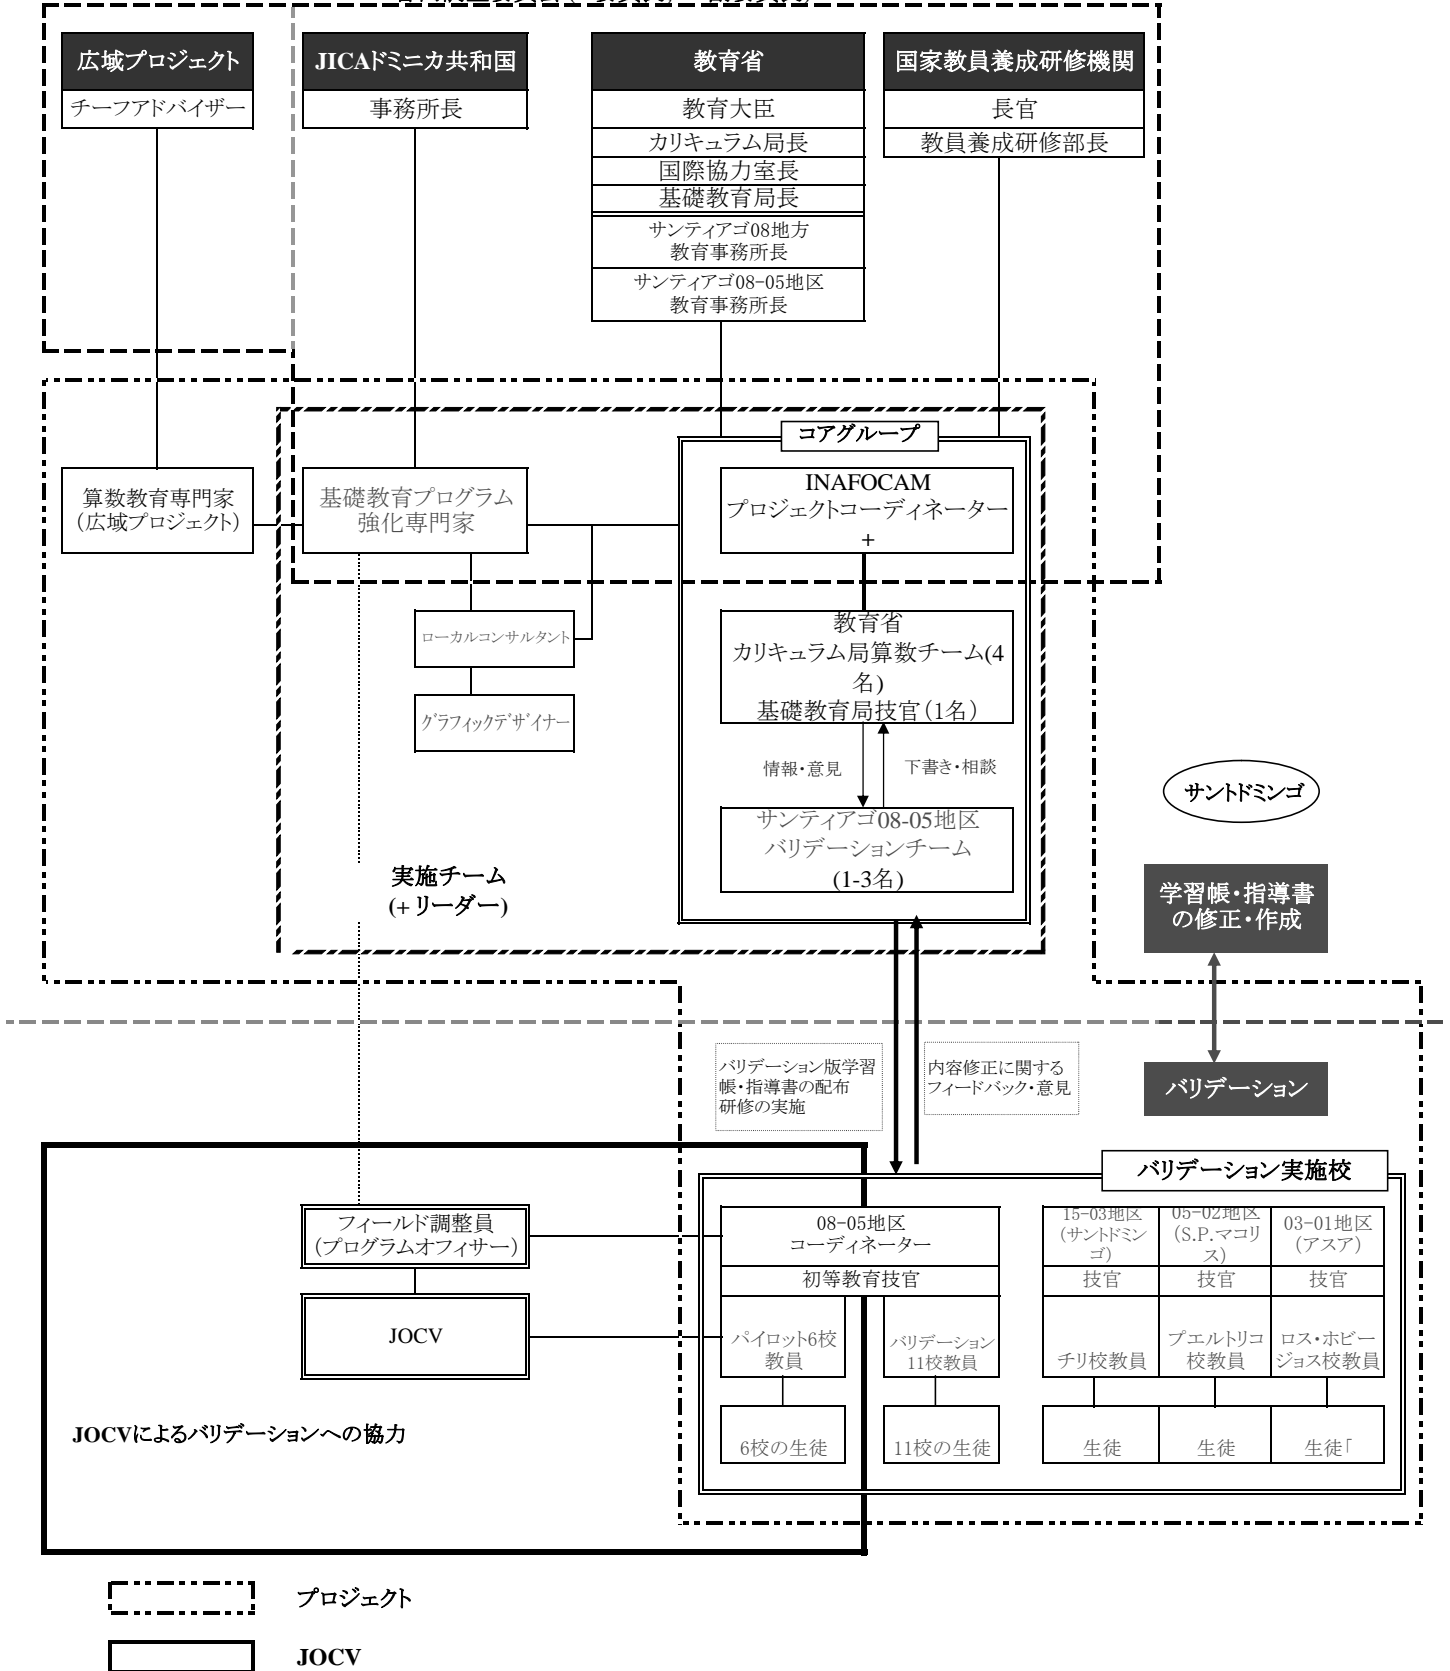 広域プロジェクト
チーフアドバイザー
JICAドミニカ共和国
事務所長
教育省
教育大臣
カリキュラム局長
国際協力室長
基礎教育局長
サンティアゴ08地方
教育事務所長
サンティアゴ08-05地区
教育事務所長
国家教員養成研修機関
長官
教員養成研修部長
コアグループ
算数教育専門家
(広域プロジェクト)
基礎教育プログラム
強化専門家
INAFOCAM
プロジェクトコーディネーター
+
ローカルコンサルタント
グラフィックデザイナー
教育省
カリキュラム局算数チーム(4
名)
基礎教育局技官(1名)
情報・意見
下書き・相談
サンティアゴ08-05地区
バリデーションチーム
(1-3名)
実施チーム
(+リーダー)
サントドミンゴ
学習帳・指導書
の修正・作成
バリデーション
バリデーション版学習
帳・指導書の配布
研修の実施
内容修正に関する
フィードバック・意見
バリデーション実施校
フィールド調整員
(プログラムオフィサー)
JOCV
08-05地区
コーディネーター
初等教育技官
パイロット6校
教員
バリデーション
11校教員
6校の生徒
11校の生徒
15-03地区
(サントドミン
ゴ)
技官
チリ校教員
生徒
05-02地区
(S.P.マコリ
ス)
技官
プエルトリコ
校教員
生徒
03-01地区
(アスア)
技官
ロス・ホビー
ジョス校教員
生徒「
JOCVによるバリデーションへの協力
プロジェクト
JOCV